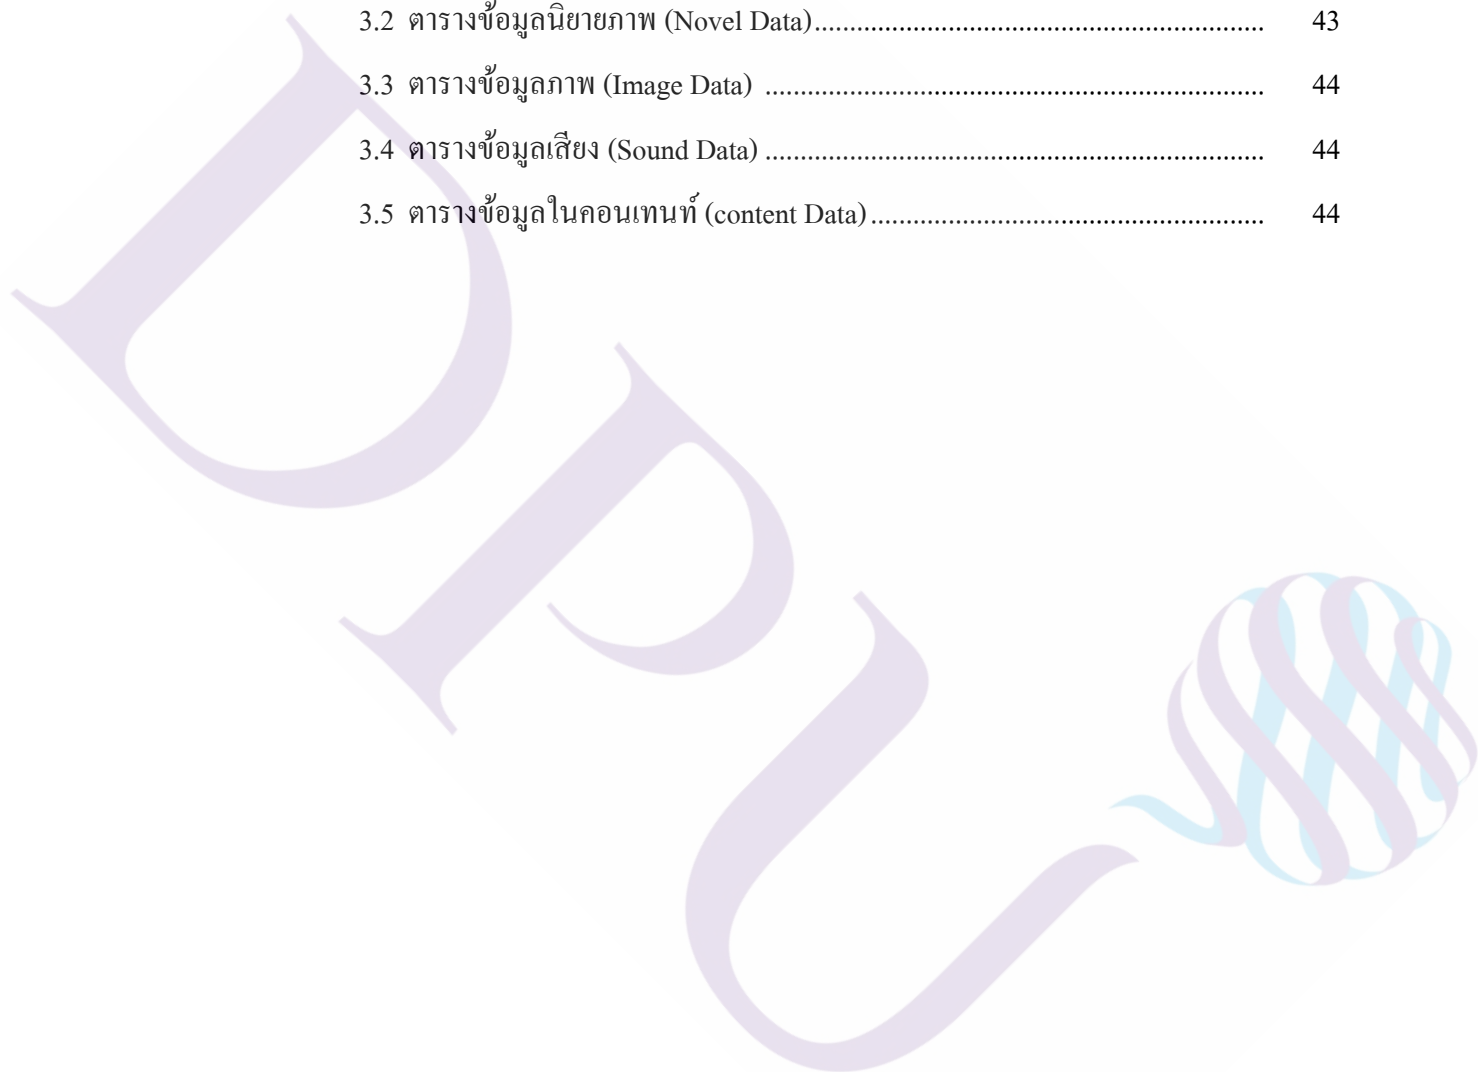 3.2 ตารางข้อมูลนิยายภาพ (Novel Data)............................................................... 43
3.3 ตารางข้อมูลภาพ (Image Data) ...................................................................... 44
3.4 ตารางข้อมูลเสียง (Sound Data) ...................................................................... 44
3.5 ตารางข้อมูลในคอนเทนท์ (content Data)....................................................... 44
DPU